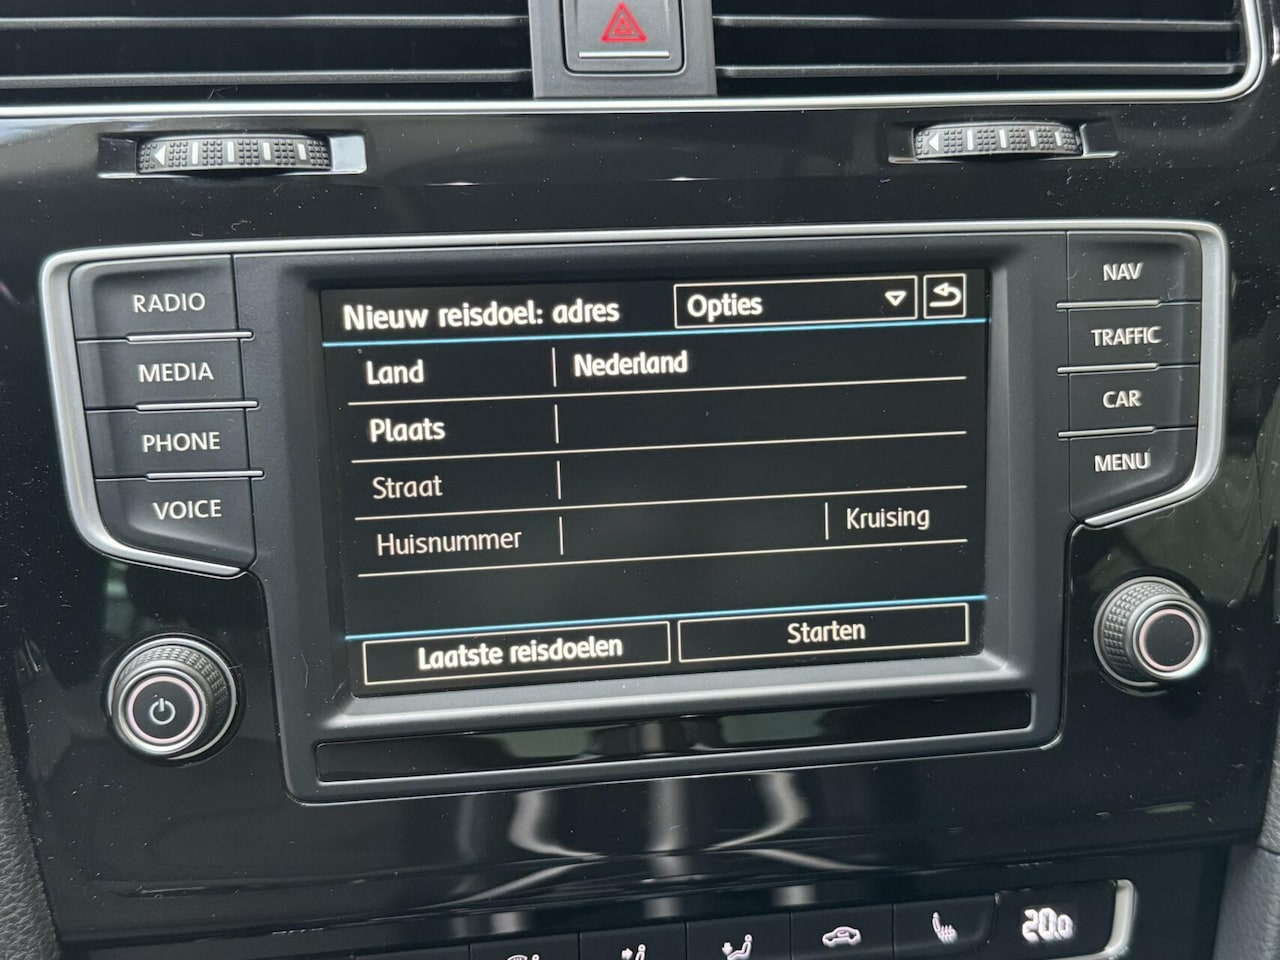 RADIO
MEDIA
PHONE
VOICE
Nieuw reisdoel: adres
Opties
Land
Nederland
Plaats
Straat
Huisnummer
Kruising
Laatste reisdoelen
Starten
NAV
TRAFFIC
CAR
MENU
20.0